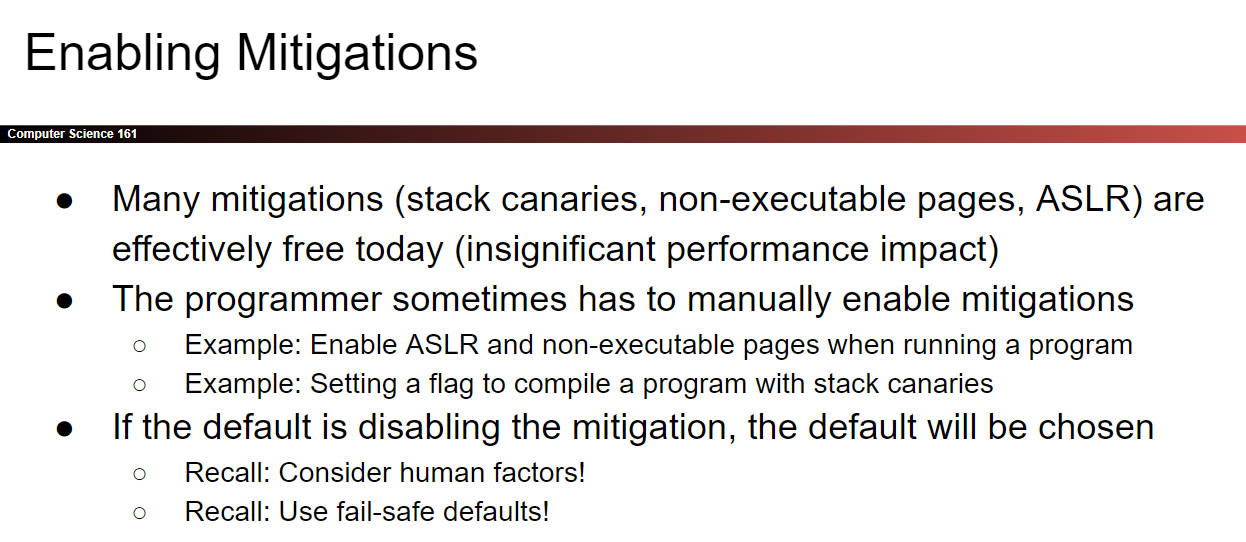 Enabling Mitigations
Computer Science 161
● Many mitigations (stack canaries, non-executable pages, ASLR) are
effectively free today (insignificant performance impact)
● The programmer sometimes has to manually enable mitigations
○ Example: Enable ASLR and non-executable pages when running a program
○ Example: Setting a flag to compile a program with stack canaries
● If the default is disabling the mitigation, the default will be chosen
○ Recall: Consider human factors!
○ Recall: Use fail-safe defaults!